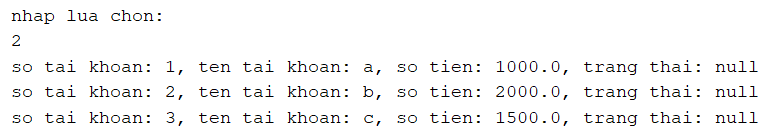 nhap lua chon:
2
so tai khoan: 1, ten tai khoan: a, so tien: 1000.0, trang thai: null
so tai khoan: 2, ten tai khoan: b, so tien: 2000.0, trang thai: null
so tai khoan: 3, ten tai khoan: c, so tien: 1500.0, trang thai: null